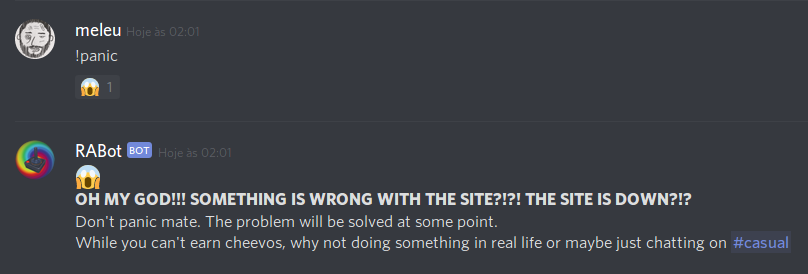 meleu Hoje às 02:01
!panic
😱 1
RABot BOT Hoje às 02:01
😱
OH MY GOD!!! SOMETHING IS WRONG WITH THE SITE?!?! THE SITE IS DOWN?!?
Don't panic mate. The problem will be solved at some point.
While you can't earn cheevos, why not doing something in real life or maybe just chatting on #casual